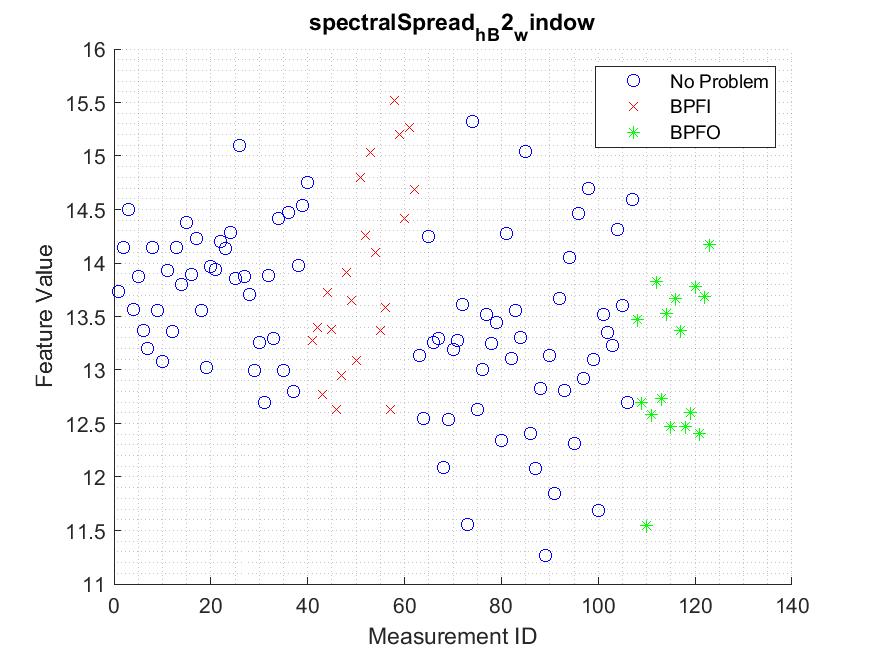 spectralSpread_hB2_window
No Problem
BPFI
BPFO
16
15.5
15
14.5
14
13.5
13
12.5
12
11.5
11
Feature Value
0 20 40 60 80 100 120 140
Measurement ID